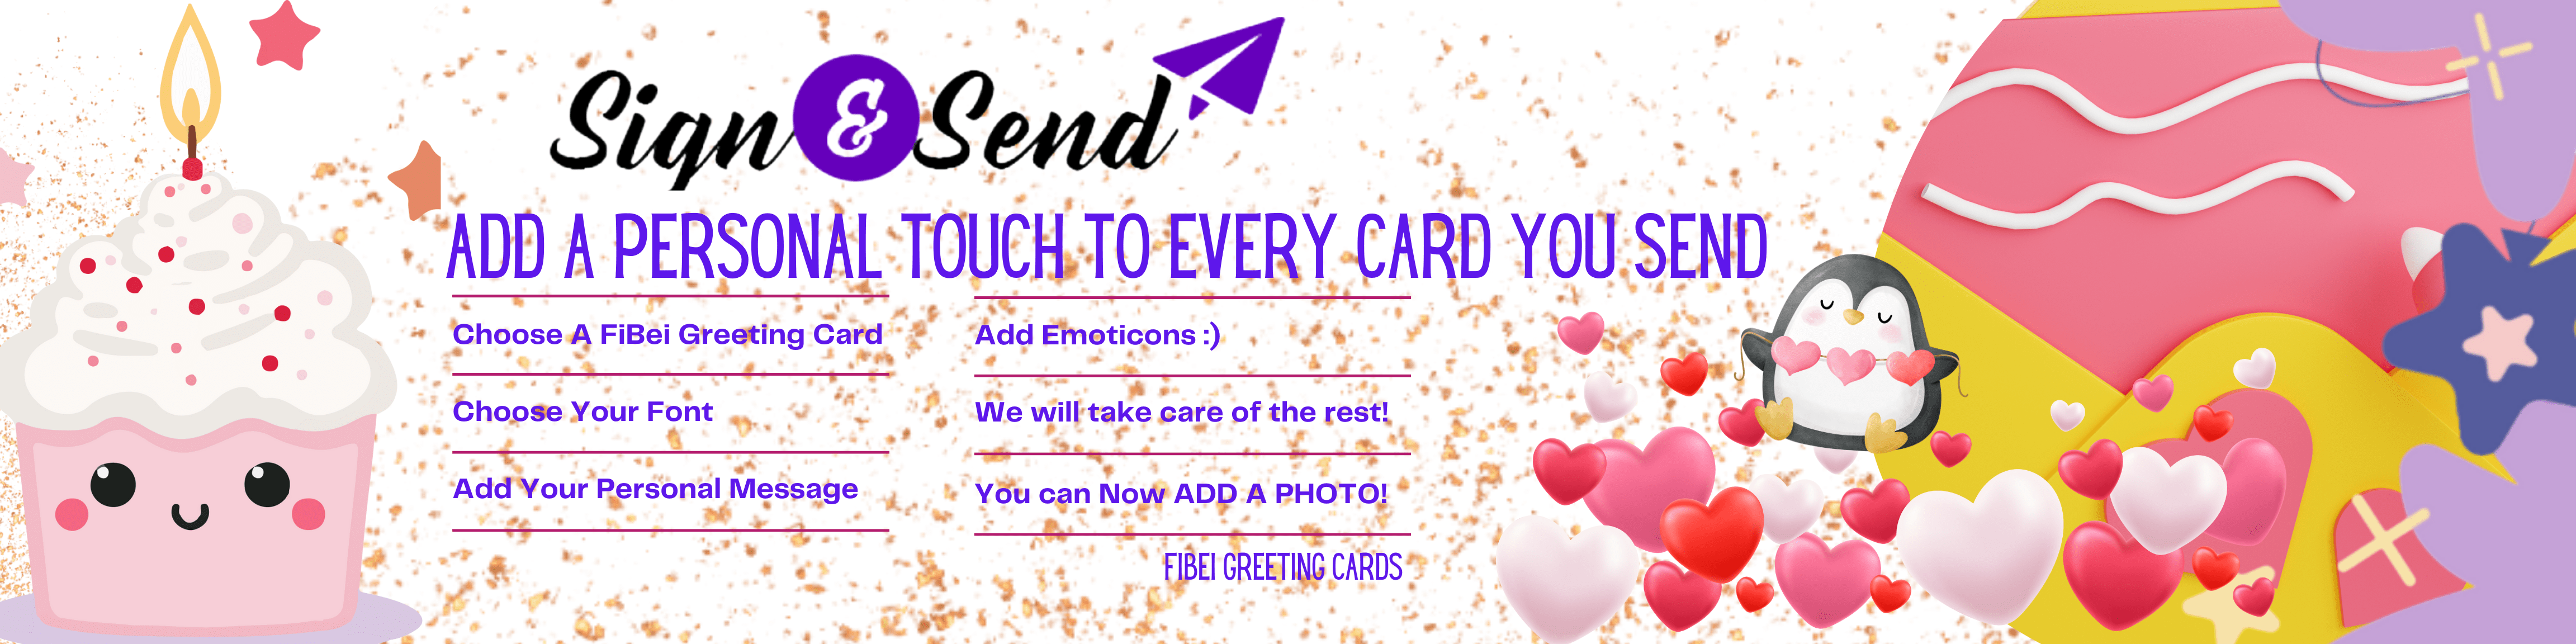 Sign & Send
ADD A PERSONAL TOUCH TO EVERY CARD YOU SEND
Choose A FiBei Greeting Card
Choose Your Font
Add Your Personal Message
Add Emoticons :)
We will take care of the rest!
You can Now ADD A PHOTO!
FIBEI GREETING CARDS